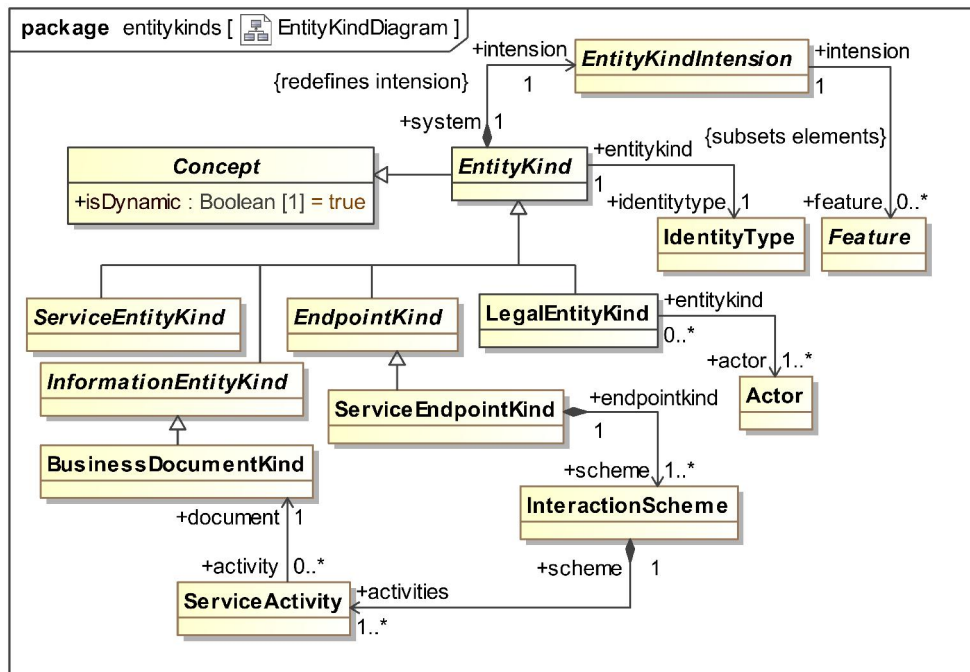 package entitykinds [ EntityKindDiagram ]
+intension
EntityKindIntension
+intension
{redefines intension}
1
1
+system
1
{subsets elements}
Concept
EntityKind
+entitykind
+isDynamic : Boolean [1] = true
1
+identitytype
1
+feature
0..*
IdentityType
Feature
ServiceEntityKind
EndpointKind
LegalEntityKind
+entitykind
0..*
InformationEntityKind
+actor
1..*
ServiceEndpointKind
+endpointkind
Actor
1
BusinessDocumentKind
+scheme
1..*
InteractionScheme
+document
1
+scheme
1
+activity
0..*
ServiceActivity
+activities
1..*